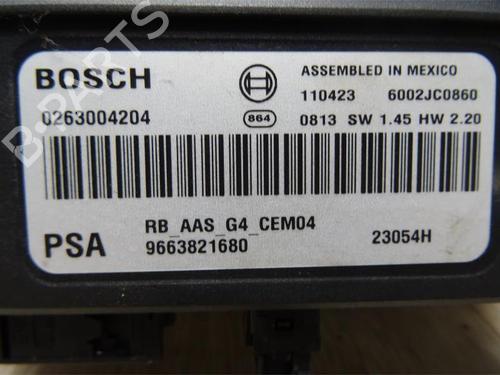 B-PARTS
BOSCH
ASSEMBLED IN MEXICO
110423 6002JC0860
0263004204
864
0813 SW 1.45 HW 2.20
RB_AAS_G4_CEM04
PSA
9663821680
23054H